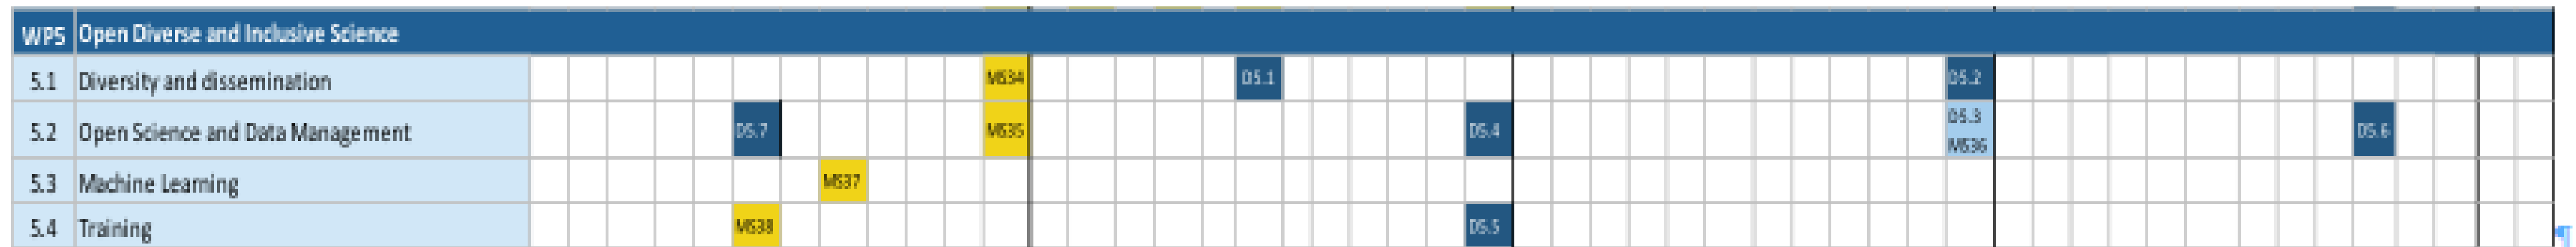 WP5 Open Diverse and Inclusive Science
5.1 Diversity and dissemination MS34 D5.1 D5.2
5.2 Open Science and Data Management D5.7 MS35 D5.4 D5.3 MS36 D5.6
5.3 Machine Learning MS37
5.4 Training MS38 D5.5